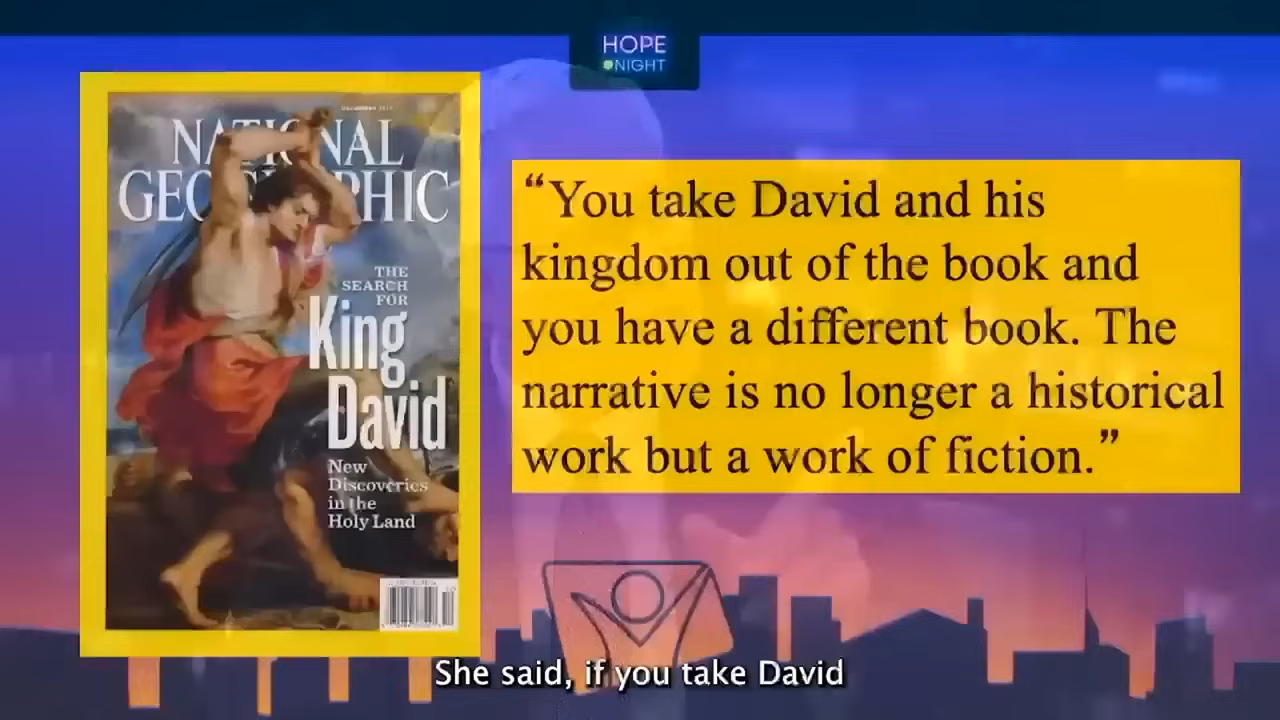 HOPE
@NIGHT
NATIONAL
GEOGRAPHIC
THE
SEARCH
FOR
King
David
New
Discoveries
in the
Holy Land
“You take David and his
kingdom out of the book and
you have a different book. The
narrative is no longer a historical
work but a work of fiction.”
She said, if you take David